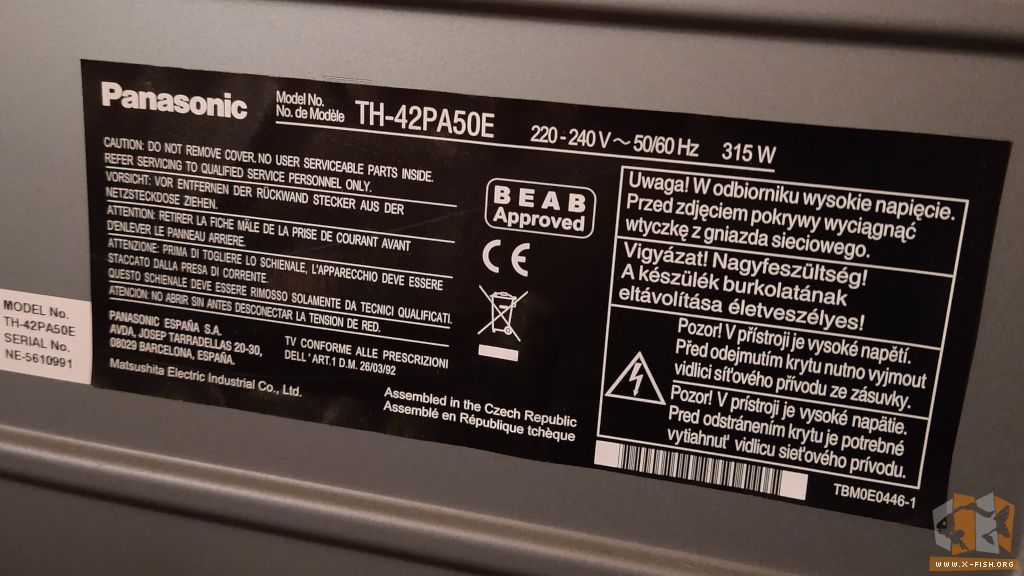 Panasonic
Model No.
No. de Modèle
TH-42PA50E
220 - 240 V ~ 50/60 Hz 315 W
CAUTION: DO NOT REMOVE COVER. NO USER SERVICEABLE PARTS INSIDE.
REFER SERVICING TO QUALIFIED SERVICE PERSONNEL ONLY.
VORSICHT: VOR ENTFERNEN DER RÜCKWAND STECKER AUS DER
NETZSTECKDOSE ZIEHEN.
ATTENTION: RETIRER LA FICHE MÂLE DE LA PRISE DE COURANT AVANT
D'ENLEVER LE PANNEAU ARRIERE.
ATTENZIONE: PRIMA DI TOGLIERE LO SCHIENALE, L'APPARECCHIO DEVE ESSERE
STACCATO DALLA PRESA DI CORRENTE.
QUESTO SCHIENALE DEVE ESSERE RIMOSSO SOLAMENTE DA TECNICI QUALIFICATI.
ATENCION: NO ABRIR SIN ANTES DESCONECTAR LA TENSION DE RED.
PANASONIC ESPAÑA S.A.
AVDA. JOSEP TARRADELLAS 20-30,
08029 BARCELONA, ESPAÑA.
TV CONFORME ALLE PRESCRIZIONI
DELL 'ART.1 D.M. 26/03/92
Matsushita Electric Industrial Co., Ltd.
Assembled in the Czech Republic
Assemblé en République tchèque
BEAB
Approved
CE
Uwaga! W odbiorniku wysokie napięcie.
Przed zdjęciem pokrywy wyciągnąć
wtyczkę z gniazda sieciowego.
Vigyázat! Nagyfeszültség!
A készülék burkolatának
eltávolítása életveszélyes!
Pozor! V přístroji je vysoké napětí.
Před odejmutím krytu nutno vyjmout
vidlici síťového přívodu ze zásuvky.
Pozor! V prístroji je vysoké napätie.
Pred odstránením krytu je potrebné
vytiahnuť vidlicu sieťového prívodu.
TBM0E0446-1
MODEL No.
TH-42PA50E
SERIAL No.
NE-5610991
WWW.X-FISH.ORG